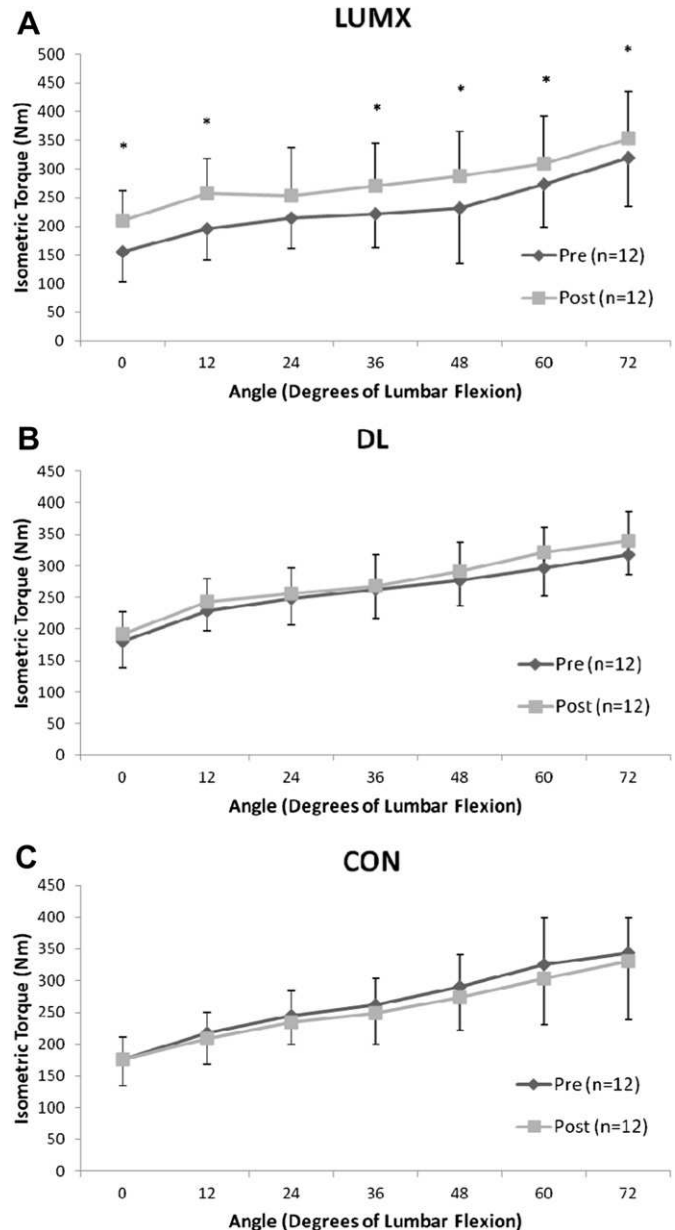 A
LUMX
500
450
400
350
300
250
200
150
100
50
0
Isometric Torque (Nm)
* * * * * *
Pre (n=12)
Post (n=12)
0 12 24 36 48 60 72
Angle (Degrees of Lumbar Flexion)
B
DL
450
400
350
300
250
200
150
100
50
0
Isometric Torque (Nm)
Pre (n=12)
Post (n=12)
0 12 24 36 48 60 72
Angle (Degrees of Lumbar Flexion)
C
CON
450
400
350
300
250
200
150
100
50
0
Isometric Torque (Nm)
Pre (n=12)
Post (n=12)
0 12 24 36 48 60 72
Angle (Degrees of Lumbar Flexion)